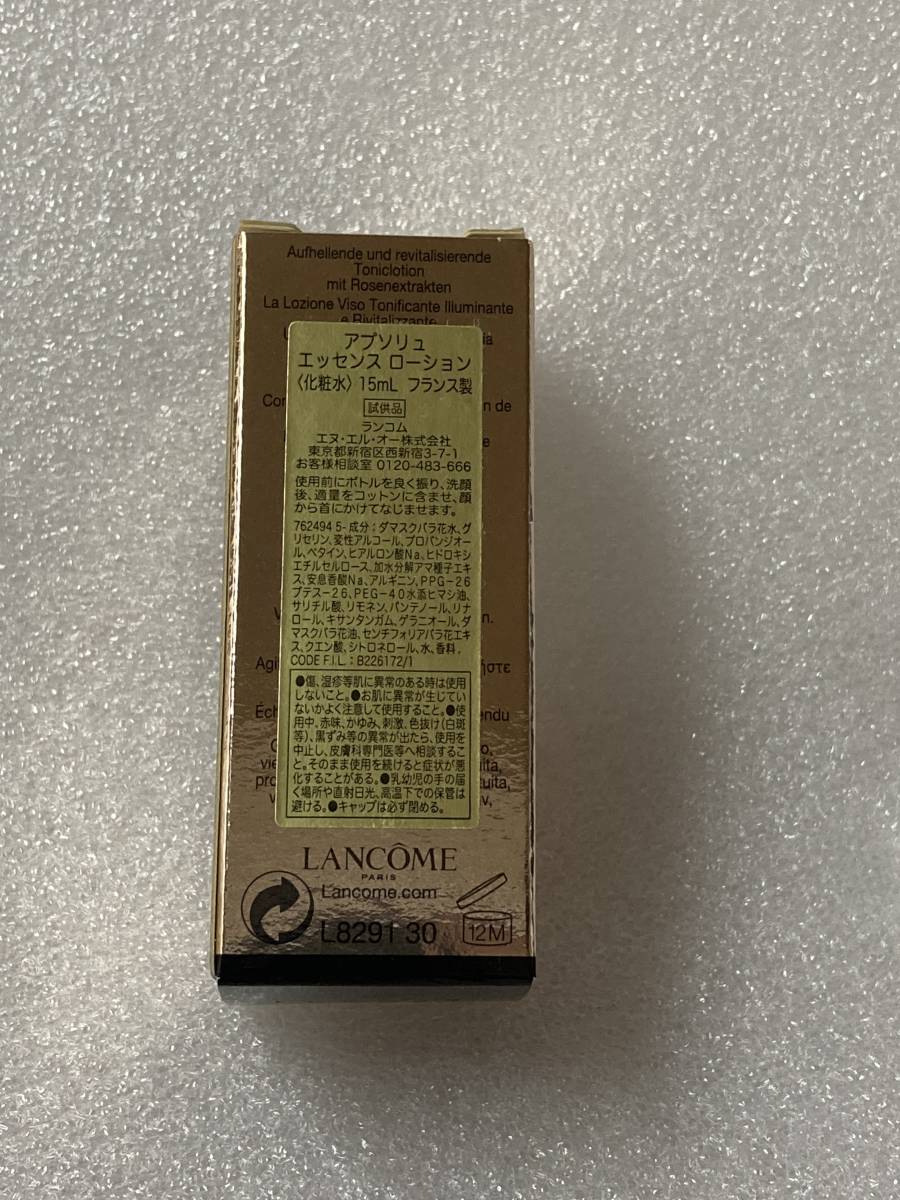 Aufhellende und revitalisierende
Toniclotion
mit Rosenextrakten
La Lozione Viso Tonificante Illuminante
e Rivitalizzante
アプソリュ
エッセンス ローション
〈化粧水〉 15mL フランス製
試供品
ランコム
エヌ・エル・オー株式会社
東京都新宿区西新宿3-7-1
お客様相談室 0120-483-666
使用前にボトルを良く振り、洗顔
後、適量をコットンに含ませ、顔
から首にかけてなじませます。
762494 5- 成分：ダマスクバラ花水、グ
リセリン、変性アルコール、プロパンジオー
ル、ベタイン、ヒアルロン酸Na、ヒドロキシ
エチルセルロース、加水分解アマ種子エキ
ス、安息香酸Na、アルギニン、PPG-26
ブテス-26、PEG-40水添ヒマシ油、
サリチル酸、リモネン、パンテノール、リナ
ロール、キサンタンガム、ゲラニオール、ダ
マスクバラ花油、センチフォリアバラ花エキ
ス、クエン酸、シトロネロール、水、香料。
CODE F.I.L. : B226172/1
●傷、湿疹等肌に異常のある時は使用
しないこと。●お肌に異常が生じてい
ないかよく注意して使用すること。●使
用中、赤味、かゆみ、刺激、色抜け（白斑
等）、黒ずみ等の異常が出たら、使用を
中止し、皮膚科専門医等へ相談するこ
と。そのまま使用を続けると症状が悪
化することがある。●乳幼児の手の届
く場所や直射日光、高温下での保管は
避ける。●キャップは必ず閉める。
LANCÔME
PARIS
Lancome.com
L8291 30
12M